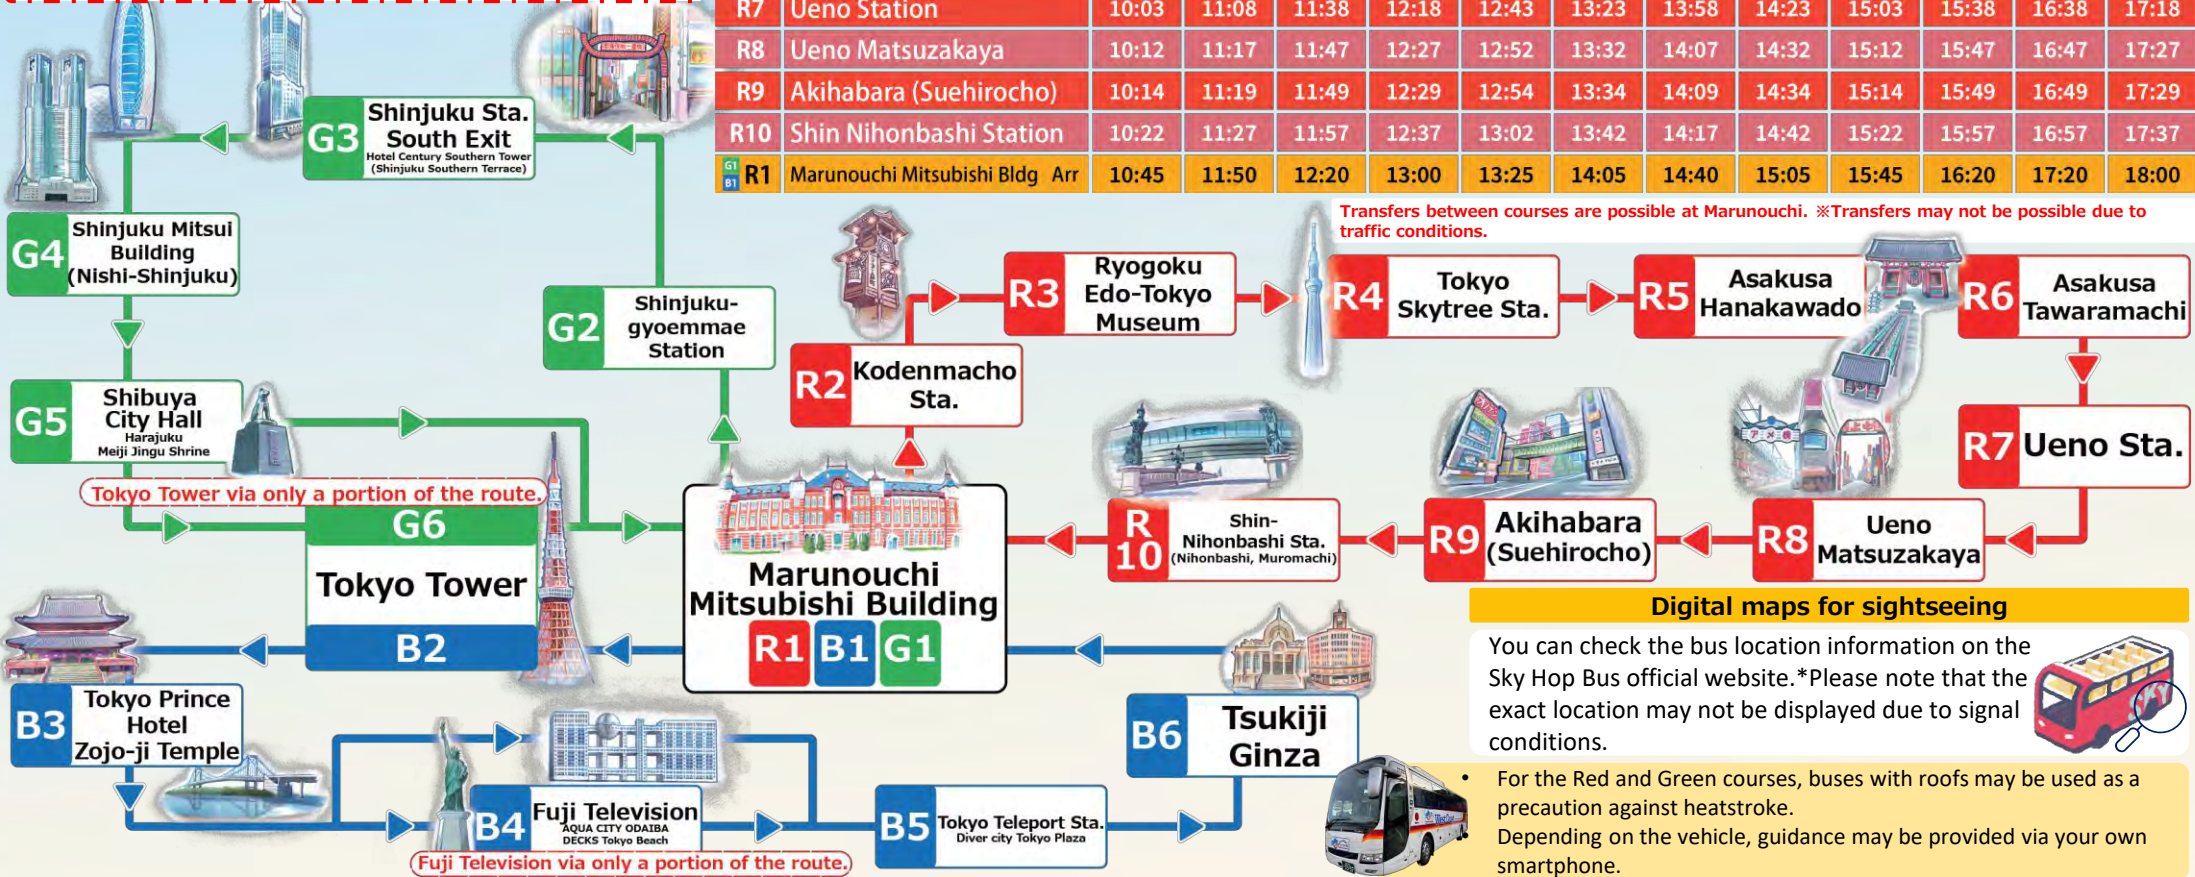 R7 Ueno Station 10:03 11:08 11:38 12:18 12:43 13:23 13:58 14:23 15:03 15:38 16:38 17:18
R8 Ueno Matsuzakaya 10:12 11:17 11:47 12:27 12:52 13:32 14:07 14:32 15:12 15:47 16:47 17:27
R9 Akihabara (Suehirocho) 10:14 11:19 11:49 12:29 12:54 13:34 14:09 14:34 15:14 15:49 16:49 17:29
R10 Shin Nihonbashi Station 10:22 11:27 11:57 12:37 13:02 13:42 14:17 14:42 15:22 15:57 16:57 17:37
G1 B1 R1 Marunouchi Mitsubishi Bldg Arr 10:45 11:50 12:20 13:00 13:25 14:05 14:40 15:05 15:45 16:20 17:20 18:00
Transfers between courses are possible at Marunouchi. ※Transfers may not be possible due to
traffic conditions.
G3
Shinjuku Sta.
South Exit
Hotel Century Southern Tower
(Shinjuku Southern Terrace)
G4
Shinjuku Mitsui
Building
(Nishi-Shinjuku)
G2
Shinjuku-
gyoemmae
Station
G5
Shibuya
City Hall
Harajuku
Meiji Jingu Shrine
Tokyo Tower via only a portion of the route.
G6
Tokyo Tower
B2
R2
Kodenmacho
Sta.
R3
Ryogoku
Edo-Tokyo
Museum
R4
Tokyo
Skytree Sta.
R5
Asakusa
Hanakawado
R6
Asakusa
Tawaramachi
R7 Ueno Sta.
R8
Ueno
Matsuzakaya
R9
Akihabara
(Suehirocho)
R
10
Shin-
Nihonbashi Sta.
(Nihonbashi, Muromachi)
Marunouchi
Mitsubishi Building
R1 B1 G1
B3
Tokyo Prince
Hotel
Zojo-ji Temple
B4
Fuji Television
AQUA CITY ODAIBA
DECKS Tokyo Beach
Fuji Television via only a portion of the route.
B5
Tokyo Teleport Sta.
Diver city Tokyo Plaza
B6
Tsukiji
Ginza
Digital maps for sightseeing
You can check the bus location information on the
Sky Hop Bus official website.*Please note that the
exact location may not be displayed due to signal
conditions.
SKY
• For the Red and Green courses, buses with roofs may be used as a
precaution against heatstroke.
• Depending on the vehicle, guidance may be provided via your own
smartphone.